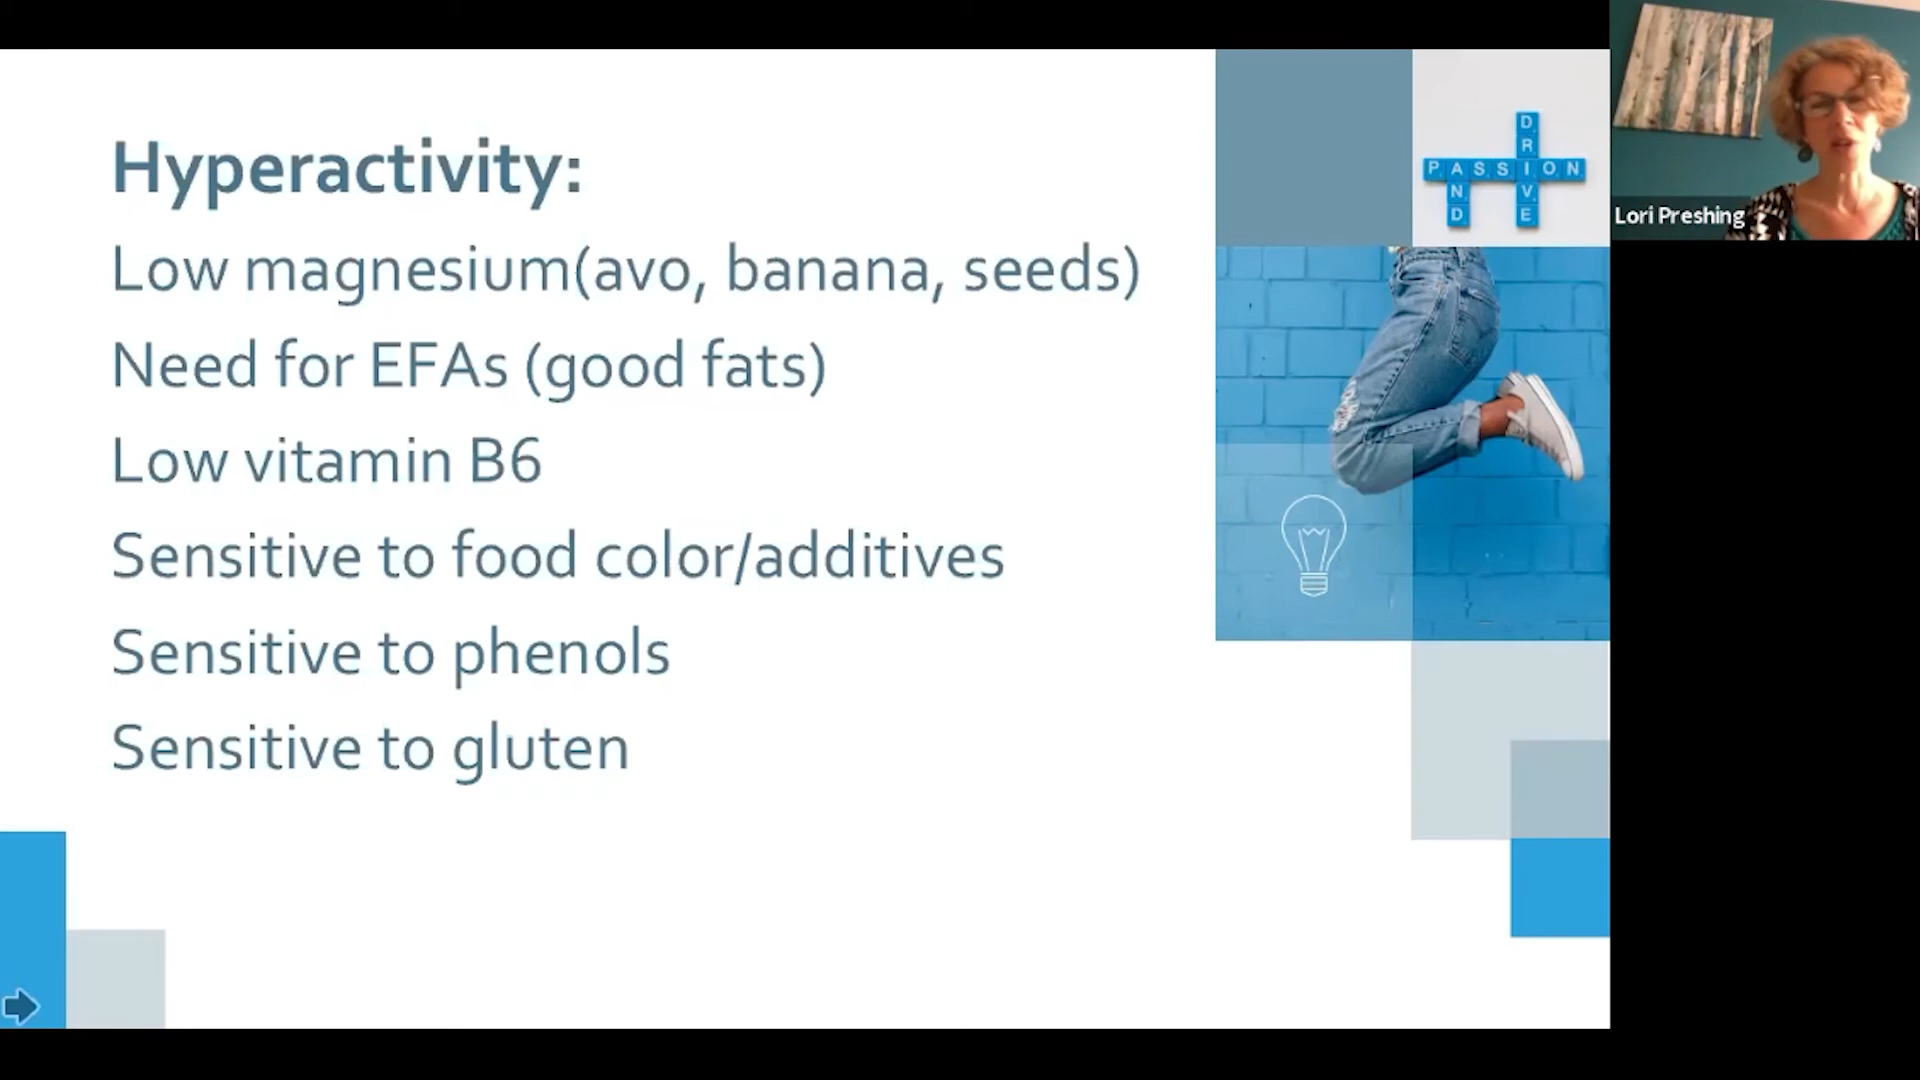 Hyperactivity:
Low magnesium(avo, banana, seeds)
Need for EFAs (good fats)
Low vitamin B6
Sensitive to food color/additives
Sensitive to phenols
Sensitive to gluten
DRIVE
PASSION
AND
Lori Preshing